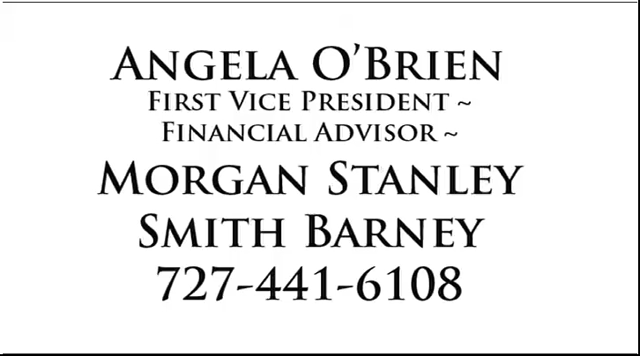 ANGELA O'BRIEN
FIRST VICE PRESIDENT ~
FINANCIAL ADVISOR ~
MORGAN STANLEY
SMITH BARNEY
727-441-6108